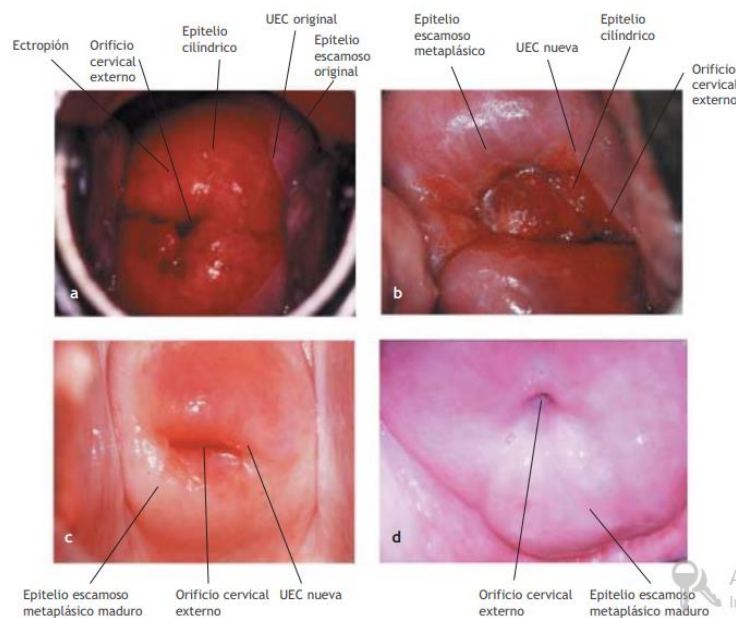 Ectropión
Orificio
cervical
externo
Epitelio
cilíndrico
UEC original
Epitelio
escamoso
original
Epitelio
escamoso
metaplásico
UEC nueva
Epitelio
cilíndrico
Orificio
cervical
externo
a
b
c
d
Epitelio escamoso
metaplásico maduro
Orificio cervical
externo
UEC nueva
Orificio cervical
externo
Epitelio escamoso
metaplásico maduro